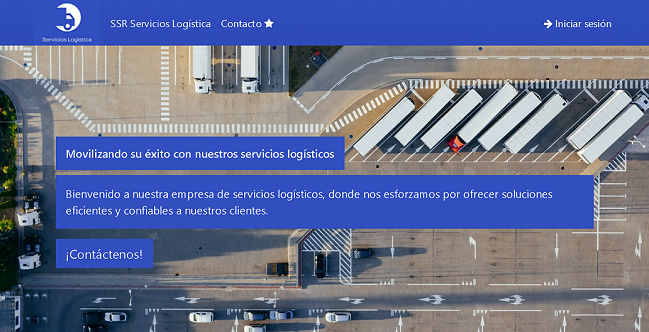 Servicios Logística
SSR Servicios Logística
Contacto
Iniciar sesión
Movilizando su éxito con nuestros servicios logísticos
Bienvenido a nuestra empresa de servicios logísticos, donde nos esforzamos por ofrecer soluciones
eficientes y confiables a nuestros clientes.
¡Contáctenos!